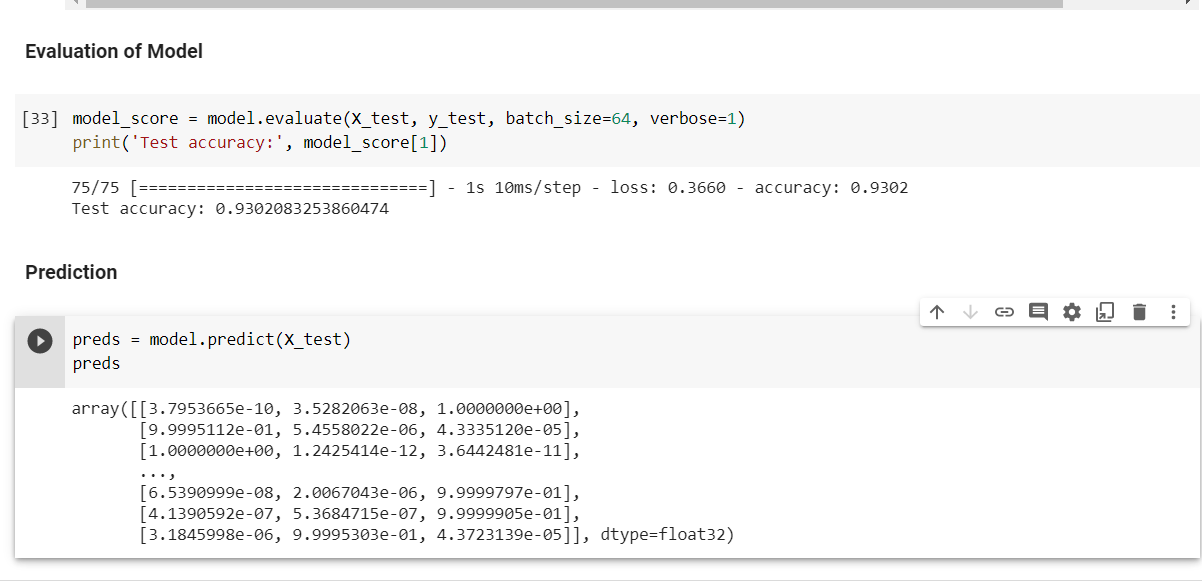 Evaluation of Model
[33] model_score = model.evaluate(X_test, y_test, batch_size=64, verbose=1)
print('Test accuracy:', model_score[1])
75/75 [==============================] - 1s 10ms/step - loss: 0.3660 - accuracy: 0.9302
Test accuracy: 0.9302083253860474
Prediction
preds = model.predict(X_test)
preds
array([[3.7953665e-10, 3.5282063e-08, 1.0000000e+00],
[9.9995112e-01, 5.4558022e-06, 4.3335120e-05],
[1.0000000e+00, 1.2425414e-12, 3.6442481e-11],
...,
[6.5390999e-08, 2.0067043e-06, 9.9999797e-01],
[4.1390592e-07, 5.3684715e-07, 9.9999905e-01],
[3.1845998e-06, 9.9995303e-01, 4.3723139e-05]], dtype=float32)